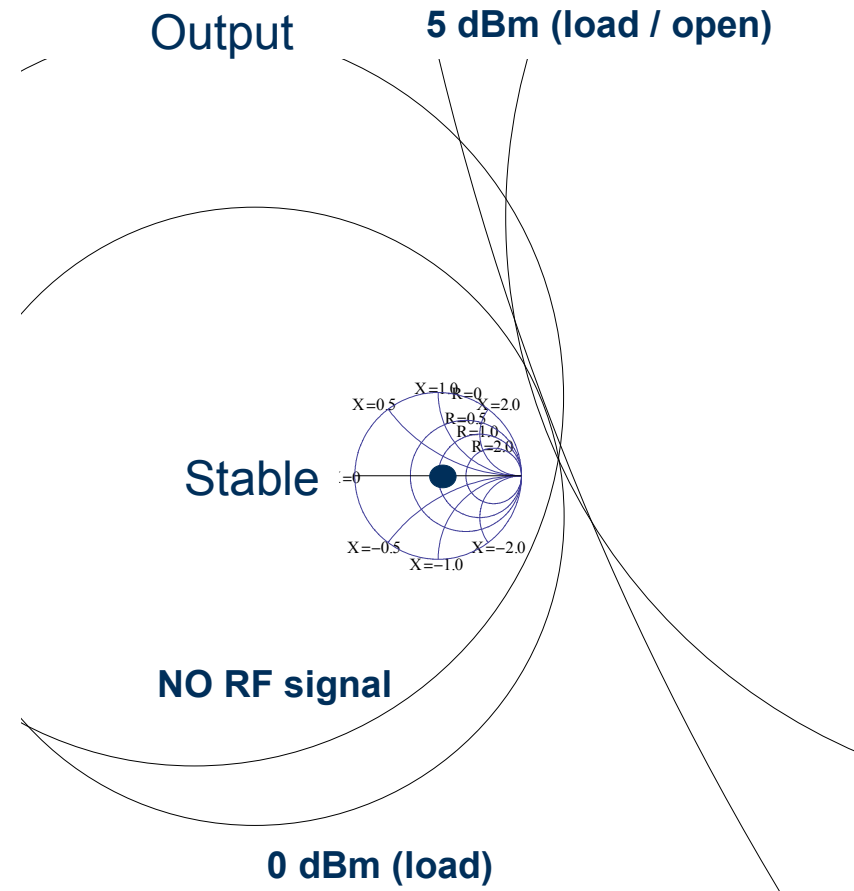 Output
5 dBm (load / open)
X=1.0
R=0
X=0.5
X=2.0
R=0.5
R=1.0
R=2.0
Stable
=0
X=−0.5
X=−2.0
X=−1.0
NO RF signal
0 dBm (load)